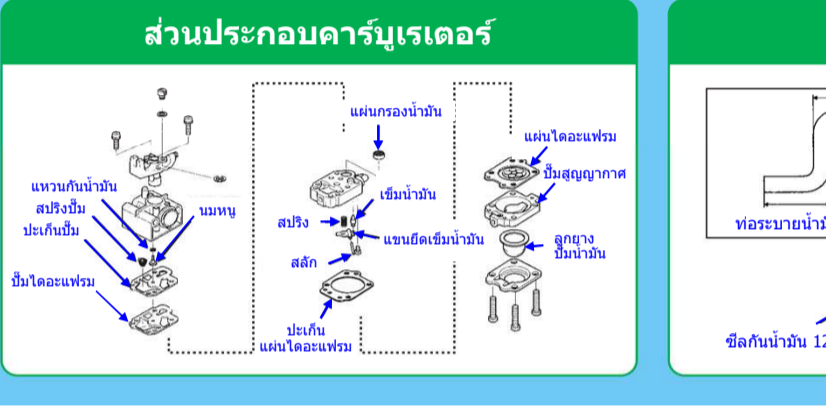 ส่วนประกอบคาร์บูเรเตอร์
แหวนกันน้ำมัน
สปริงปั๊ม
ปะเก็นปั๊ม
นมหนู
ปั๊มไดอะแฟรม
แผ่นกรองน้ำมัน
เข็มน้ำมัน
สปริง
แขนยึดเข็มน้ำมัน
สลัก
ปะเก็น
แผ่นไดอะแฟรม
แผ่นไดอะแฟรม
ปั๊มสูญญากาศ
ลูกยาง
ปั๊มน้ำมัน
ท่อระบายน้ำมั
ซีลกันน้ำมัน 12